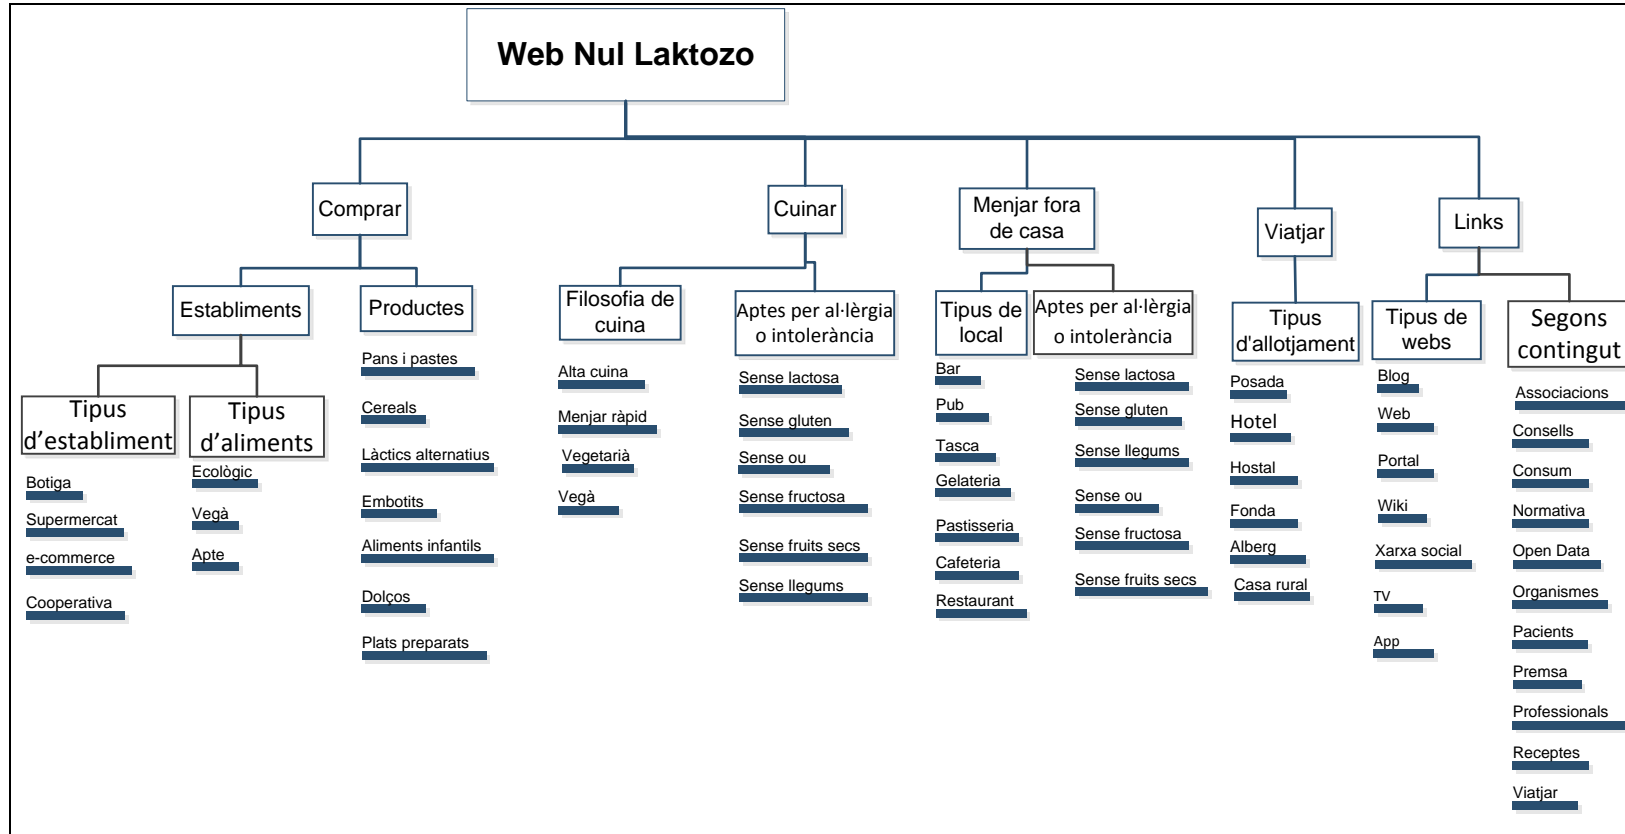 Web Nul Laktozo
Comprar
Cuinar
Menjar fora
de casa
Viatjar
Links
Establiments
Productes
Filosofia de
cuina
Aptes per al·lèrgia
o intolerància
Tipus de
local
Aptes per al·lèrgia
o intolerància
Tipus
d'allotjament
Tipus de
webs
Segons
contingut
Tipus
d’establiment
Tipus
d’aliments
Botiga
Supermercat
e-commerce
Cooperativa
Ecològic
Vegà
Apte
Pans i pastes
Cereals
Làctics alternatius
Embotits
Aliments infantils
Dolços
Plats preparats
Alta cuina
Menjar ràpid
Vegetarià
Vegà
Sense lactosa
Sense gluten
Sense ou
Sense fructosa
Sense fruits secs
Sense llegums
Bar
Pub
Tasca
Gelateria
Pastisseria
Cafeteria
Restaurant
Sense lactosa
Sense gluten
Sense llegums
Sense ou
Sense fructosa
Sense fruits secs
Posada
Hotel
Hostal
Fonda
Alberg
Casa rural
Blog
Web
Portal
Wiki
Xarxa social
TV
App
Associacions
Consells
Consum
Normativa
Open Data
Organismes
Pacients
Premsa
Professionals
Receptes
Viatjar